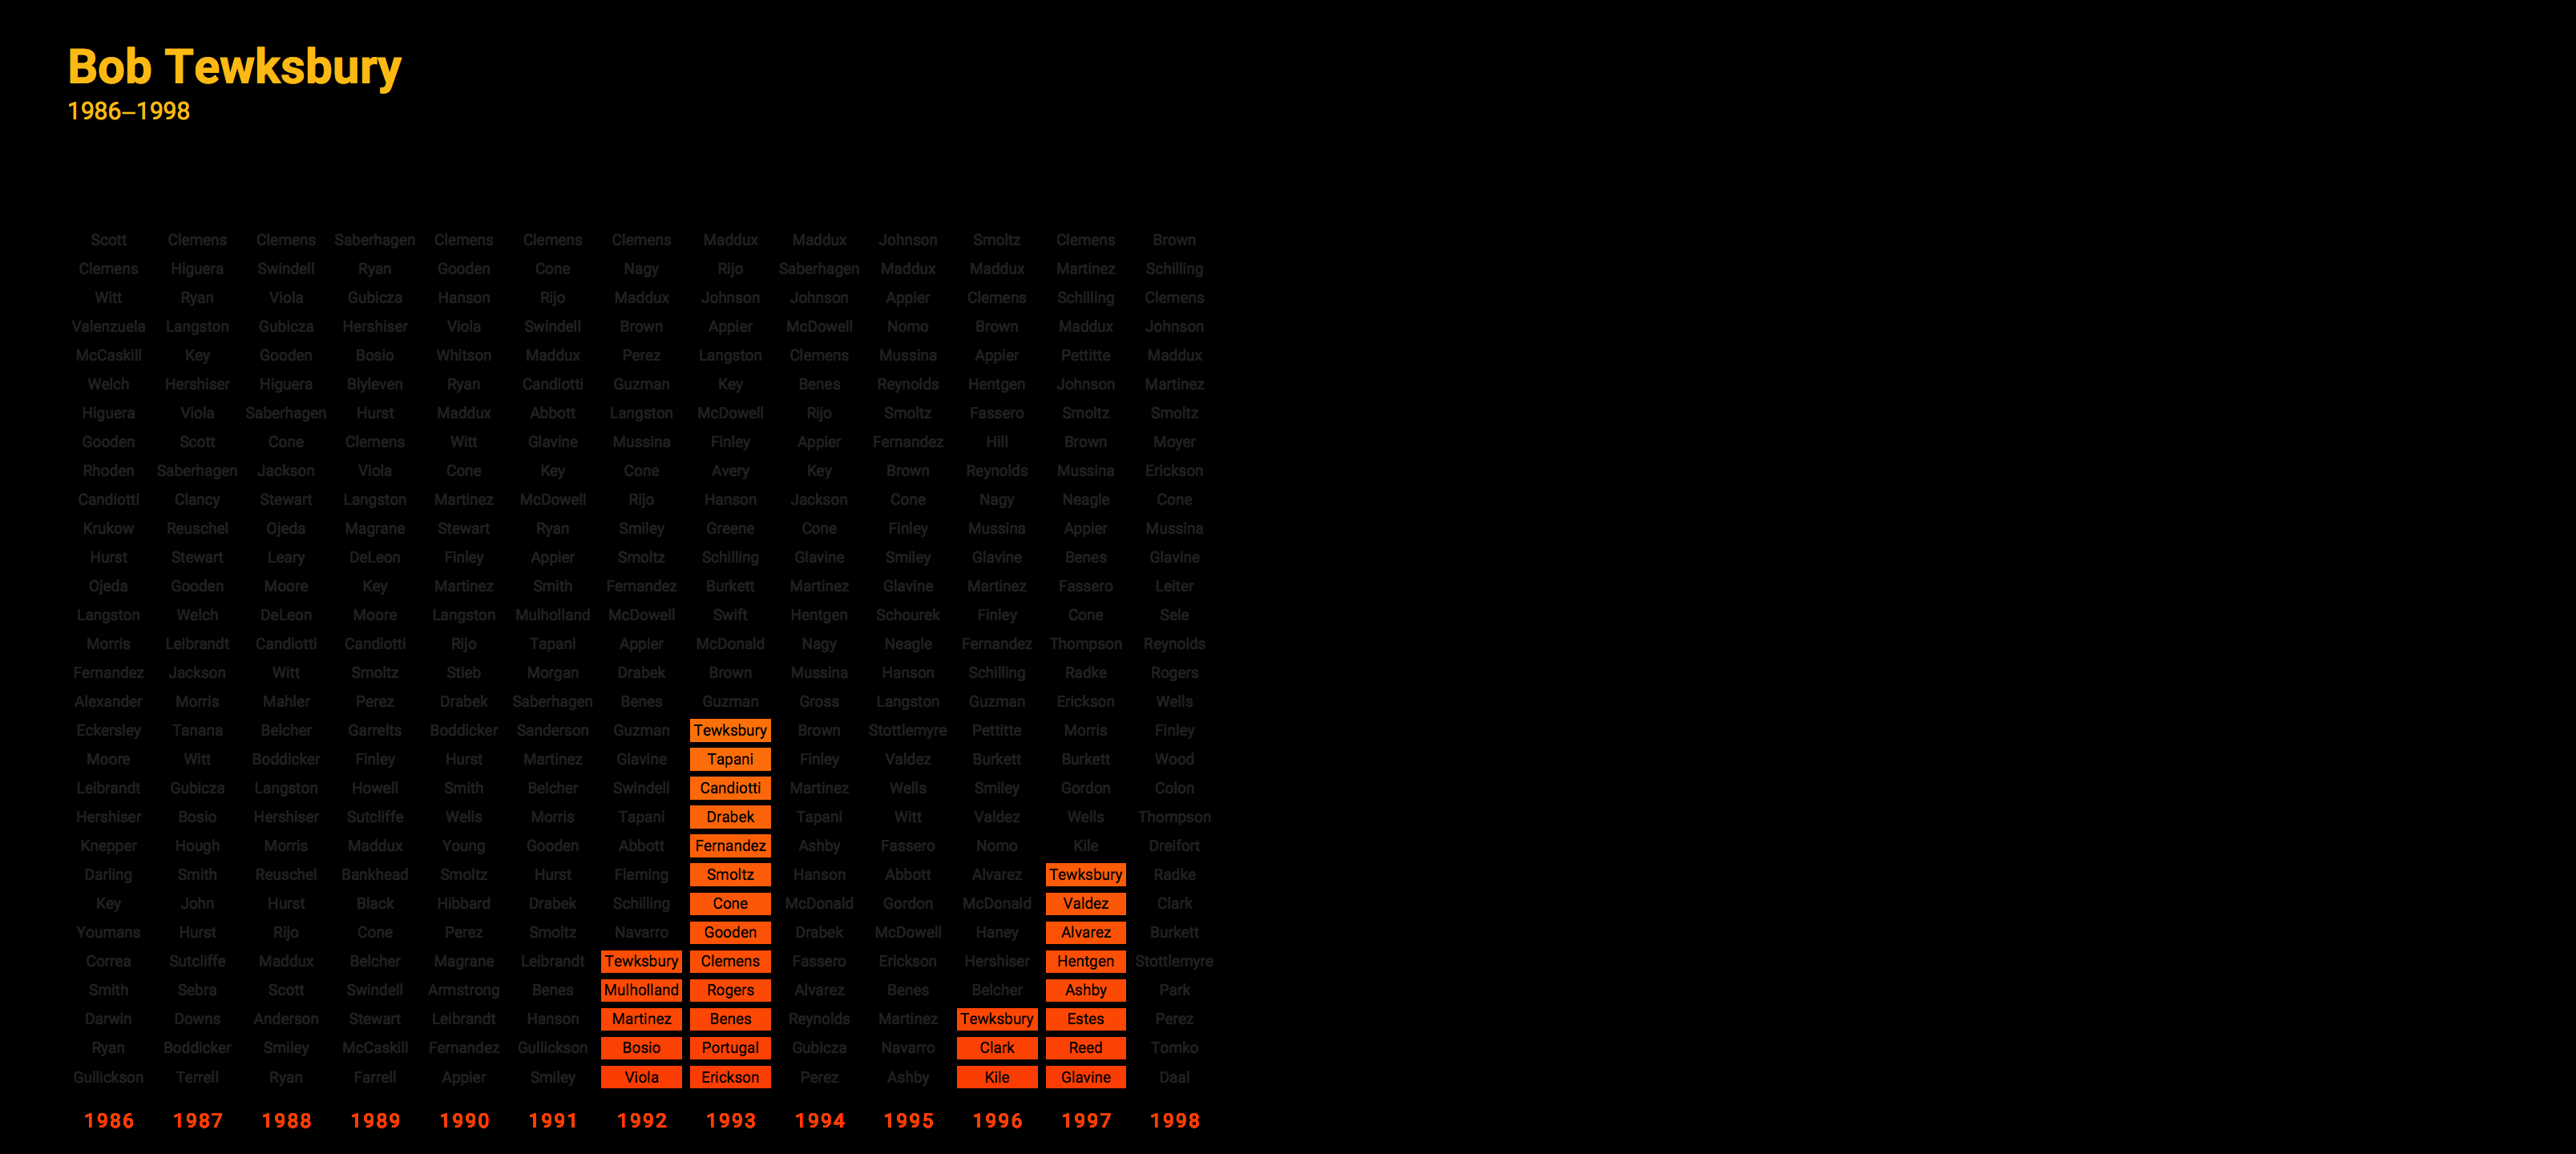 Bob Tewksbury
1986–1998
Scott Clemens Clemens Saberhagen Clemens Clemens Clemens Maddux Maddux Johnson Smoltz Clemens Brown
Clemens Higuera Swindell Ryan Gooden Cone Nagy Rijo Saberhagen Maddux Maddux Martinez Schilling
Witt Ryan Viola Gubicza Hanson Rijo Maddux Johnson Johnson Appier Clemens Schilling Clemens
Valenzuela Langston Gubicza Hershiser Viola Swindell Brown Appier McDowell Nomo Brown Maddux Johnson
McCaskill Key Gooden Bosio Whitson Maddux Perez Langston Clemens Mussina Appier Pettitte Maddux
Welch Hershiser Higuera Blyleven Ryan Candiotti Guzman Key Benes Reynolds Hentgen Johnson Martinez
Higuera Viola Saberhagen Hurst Maddux Abbott Langston McDowell Rijo Smoltz Fassero Smoltz Smoltz
Gooden Scott Cone Clemens Witt Glavine Mussina Finley Appier Fernandez Hill Brown Moyer
Rhoden Saberhagen Jackson Viola Cone Key Cone Avery Key Brown Reynolds Mussina Erickson
Candiotti Clancy Stewart Langston Martinez McDowell Rijo Hanson Jackson Cone Nagy Neagle Cone
Krukow Reuschel Ojeda Magrane Stewart Ryan Smiley Greene Cone Finley Mussina Appier Mussina
Hurst Stewart Leary DeLeon Finley Appier Smoltz Schilling Glavine Smiley Glavine Benes Glavine
Ojeda Gooden Moore Key Martinez Smith Fernandez Burkett Martinez Glavine Martinez Fassero Leiter
Langston Welch DeLeon Moore Langston Mulholland McDowell Swift Hentgen Schourek Finley Cone Sele
Morris Leibrandt Candiotti Candiotti Rijo Tapani Appier McDonald Nagy Neagle Fernandez Thompson Reynolds
Fernandez Jackson Witt Smoltz Stieb Morgan Drabek Brown Mussina Hanson Schilling Radke Rogers
Alexander Morris Mahler Perez Drabek Saberhagen Benes Guzman Gross Langston Guzman Erickson Wells
Eckersley Tanana Belcher Garrelts Boddicker Sanderson Guzman Tewksbury Brown Stottlemyre Pettitte Morris Finley
Moore Witt Boddicker Finley Hurst Martinez Glavine Tapani Finley Valdez Burkett Burkett Wood
Leibrandt Gubicza Langston Howell Smith Belcher Swindell Candiotti Martinez Wells Smiley Gordon Colon
Hershiser Bosio Hershiser Sutcliffe Wells Morris Tapani Drabek Tapani Witt Valdez Wells Thompson
Knepper Hough Morris Maddux Young Gooden Abbott Fernandez Ashby Fassero Nomo Kile Dreifort
Darling Smith Reuschel Bankhead Smoltz Hurst Fleming Smoltz Hanson Abbott Alvarez Tewksbury Radke
Key John Hurst Black Hibbard Drabek Schilling Cone McDonald Gordon McDonald Valdez Clark
Youmans Hurst Rijo Cone Perez Smoltz Navarro Gooden Drabek McDowell Haney Alvarez Burkett
Correa Sutcliffe Maddux Belcher Magrane Leibrandt Tewksbury Clemens Fassero Erickson Hershiser Hentgen Stottlemyre
Smith Sebra Scott Swindell Armstrong Benes Mulholland Rogers Alvarez Benes Belcher Ashby Park
Darwin Downs Anderson Stewart Leibrandt Hanson Martinez Benes Reynolds Martinez Tewksbury Estes Perez
Ryan Boddicker Smiley McCaskill Fernandez Gullickson Bosio Portugal Gubicza Navarro Clark Reed Tomko
Gullickson Terrell Ryan Farrell Appier Smiley Viola Erickson Perez Ashby Kile Glavine Daal
1986 1987 1988 1989 1990 1991 1992 1993 1994 1995 1996 1997 1998